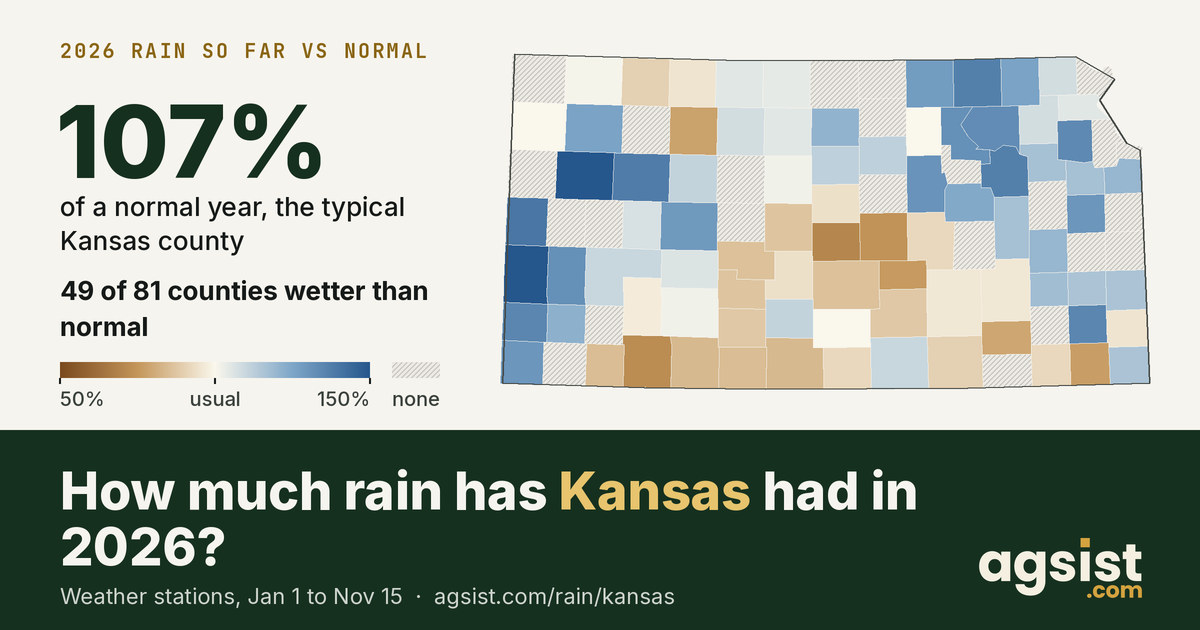 2026 RAIN SO FAR VS NORMAL
107%
of a normal year, the typical
Kansas county
49 of 81 counties wetter than
normal
50% usual 150% none
How much rain has Kansas had in
2026?
Weather stations, Jan 1 to Nov 15 · agsist.com/rain/kansas
agsist
.com